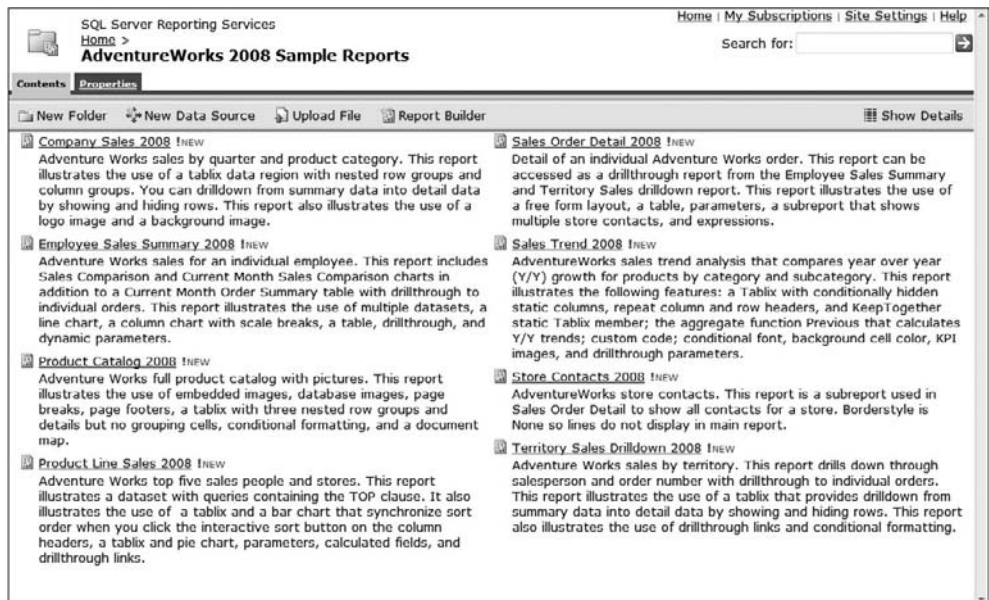 SQL Server Reporting Services
Home >
AdventureWorks 2008 Sample Reports
Home | My Subscriptions | Site Settings | Help
Search for:
Contents Properties
New Folder New Data Source Upload File Report Builder Show Details
Company Sales 2008 !NEW
Adventure Works sales by quarter and product category. This report
illustrates the use of a tablix data region with nested row groups and
column groups. You can drilldown from summary data into detail data
by showing and hiding rows. This report also illustrates the use of a
logo image and a background image.
Employee Sales Summary 2008 !NEW
Adventure Works sales for an individual employee. This report includes
Sales Comparison and Current Month Sales Comparison charts in
addition to a Current Month Order Summary table with drillthrough to
individual orders. This report illustrates the use of multiple datasets, a
line chart, a column chart with scale breaks, a table, drillthrough, and
dynamic parameters.
Product Catalog 2008 !NEW
Adventure Works full product catalog with pictures. This report
illustrates the use of embedded images, database images, page
breaks, page footers, a tablix with three nested row groups and
details but no grouping cells, conditional formatting, and a document
map.
Product Line Sales 2008 !NEW
Adventure Works top five sales people and stores. This report
illustrates a dataset with queries containing the TOP clause. It also
illustrates the use of a tablix and a bar chart that synchronize sort
order when you click the interactive sort button on the column
headers, a tablix and pie chart, parameters, calculated fields, and
drillthrough links.
Sales Order Detail 2008 !NEW
Detail of an individual Adventure Works order. This report can be
accessed as a drillthrough report from the Employee Sales Summary
and Territory Sales drilldown report. This report illustrates the use of
a free form layout, a table, parameters, a subreport that shows
multiple store contacts, and expressions.
Sales Trend 2008 !NEW
AdventureWorks sales trend analysis that compares year over year
(Y/Y) growth for products by category and subcategory. This report
illustrates the following features: a Tablix with conditionally hidden
static columns, repeat column and row headers, and KeepTogether
static Tablix member; the aggregate function Previous that calculates
Y/Y trends; custom code; conditional font, background cell color, KPI
images, and drillthrough parameters.
Store Contacts 2008 !NEW
AdventureWorks store contacts. This report is a subreport used in
Sales Order Detail to show all contacts for a store. Borderstyle is
None so lines do not display in main report.
Territory Sales Drilldown 2008 !NEW
Adventure Works sales by territory. This report drills down through
salesperson and order number with drillthrough to individual orders.
This report illustrates the use of a tablix that provides drilldown from
summary data into detail data by showing and hiding rows. This report
also illustrates the use of drillthrough links and conditional formatting.